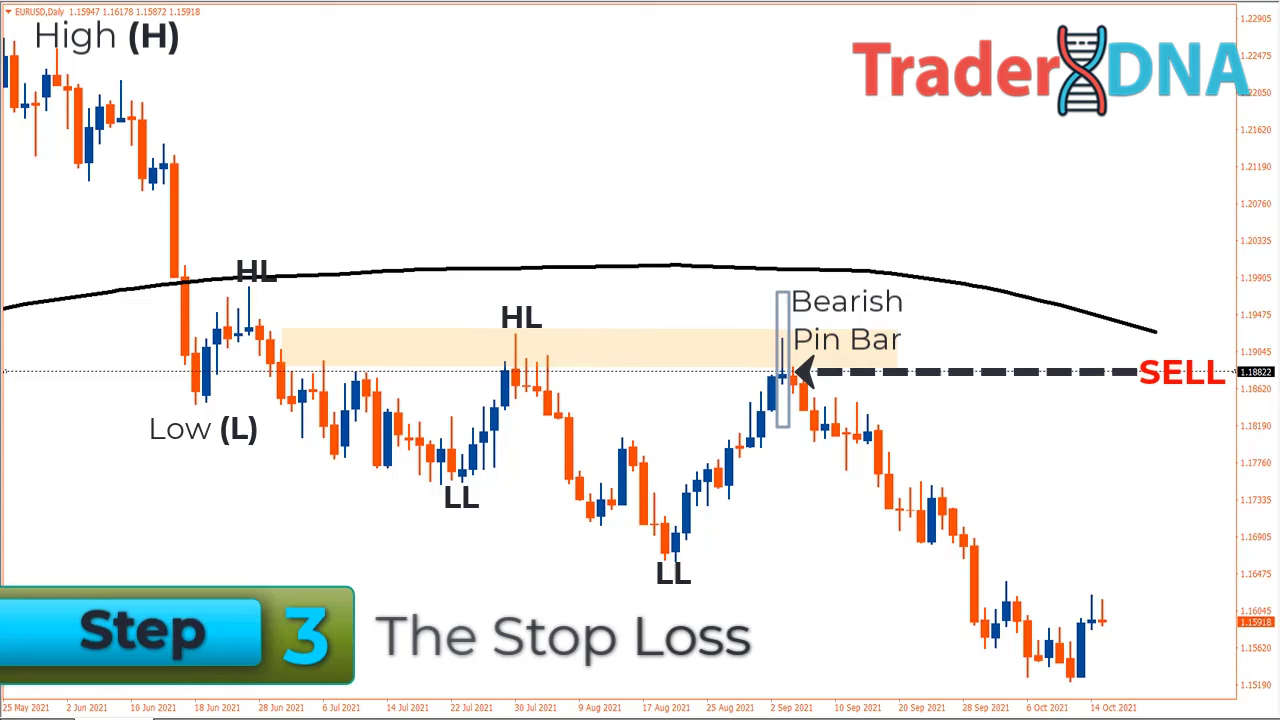 EURUSD,Daily 1.15947 1.16178 1.15872 1.15918
High (H)
TraderDNA
1.22905
1.22475
1.22050
1.21620
1.21190
1.20760
1.20335
1.19905
1.19475
1.19045
1.18822
1.18620
1.18190
1.17760
1.17335
1.16905
1.16475
1.16045
1.15918
1.15620
1.15190
HL
HL
Bearish
Pin Bar
SELL
Low (L)
LL
LL
Step 3 The Stop Loss
25 May 2021 2 Jun 2021 10 Jun 2021 18 Jun 2021 28 Jun 2021 6 Jul 2021 14 Jul 2021 22 Jul 2021 30 Jul 2021 9 Aug 2021 17 Aug 2021 25 Aug 2021 2 Sep 2021 10 Sep 2021 20 Sep 2021 28 Sep 2021 6 Oct 2021 14 Oct 2021